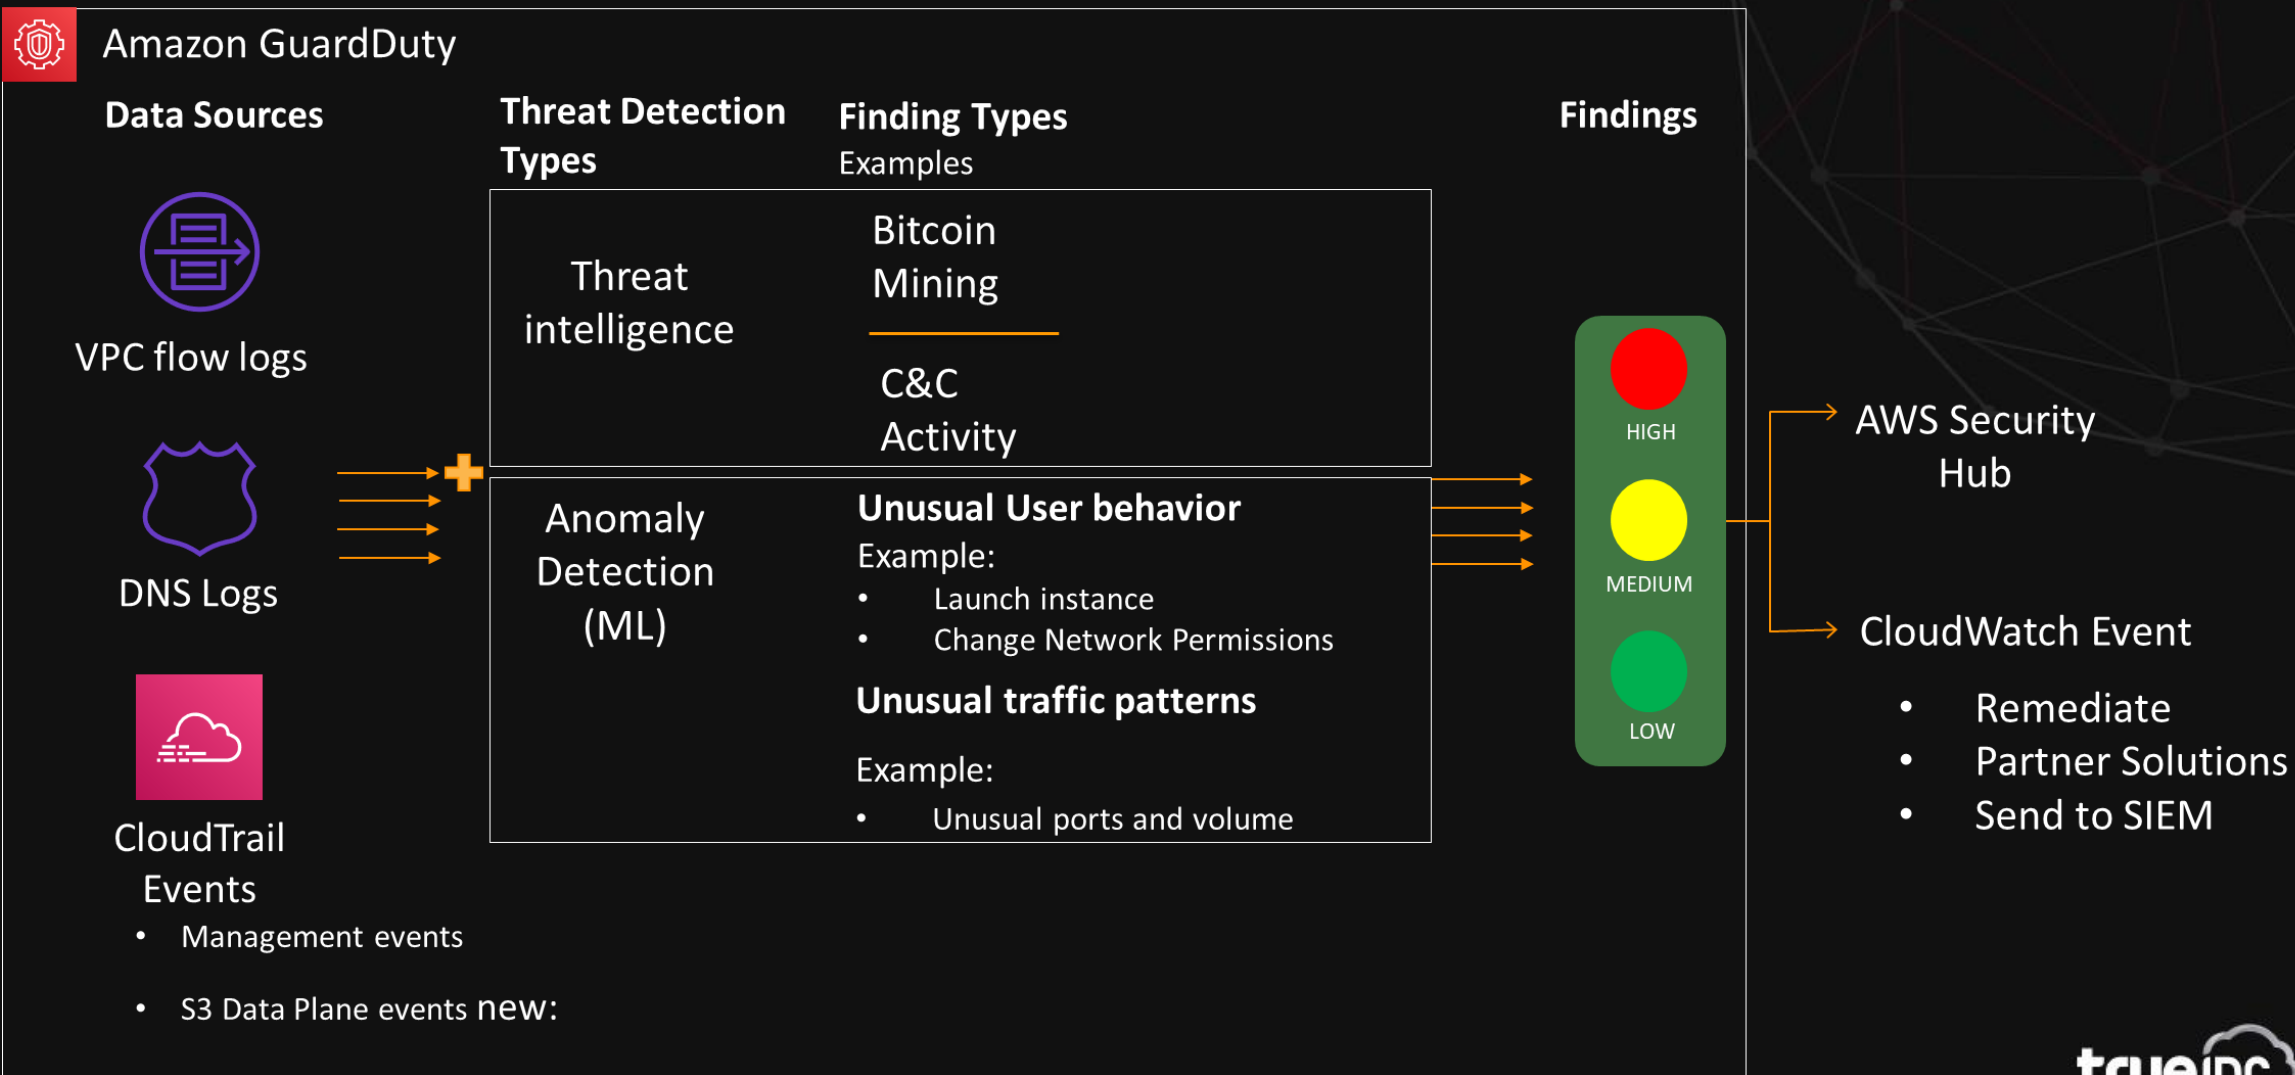 Amazon GuardDuty
Data Sources
VPC flow logs
DNS Logs
CloudTrail
Events
• Management events
• S3 Data Plane events new:
Threat Detection
Types
Threat
intelligence
Anomaly
Detection
(ML)
Finding Types
Examples
Bitcoin
Mining
C&C
Activity
Unusual User behavior
Example:
• Launch instance
• Change Network Permissions
Unusual traffic patterns
Example:
• Unusual ports and volume
Findings
HIGH
MEDIUM
LOW
AWS Security
Hub
CloudWatch Event
• Remediate
• Partner Solutions
• Send to SIEM